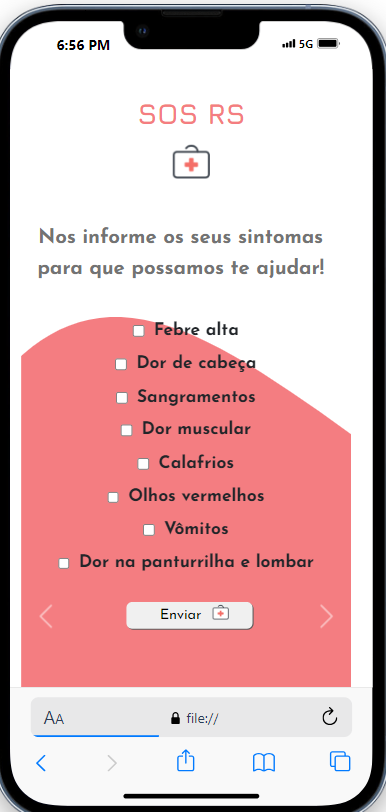 6:56 PM
5G
SOS RS
Nos informe os seus sintomas
para que possamos te ajudar!
Febre alta
Dor de cabeça
Sangramentos
Dor muscular
Calafrios
Olhos vermelhos
Vômitos
Dor na panturrilha e lombar
Enviar
AA
file://